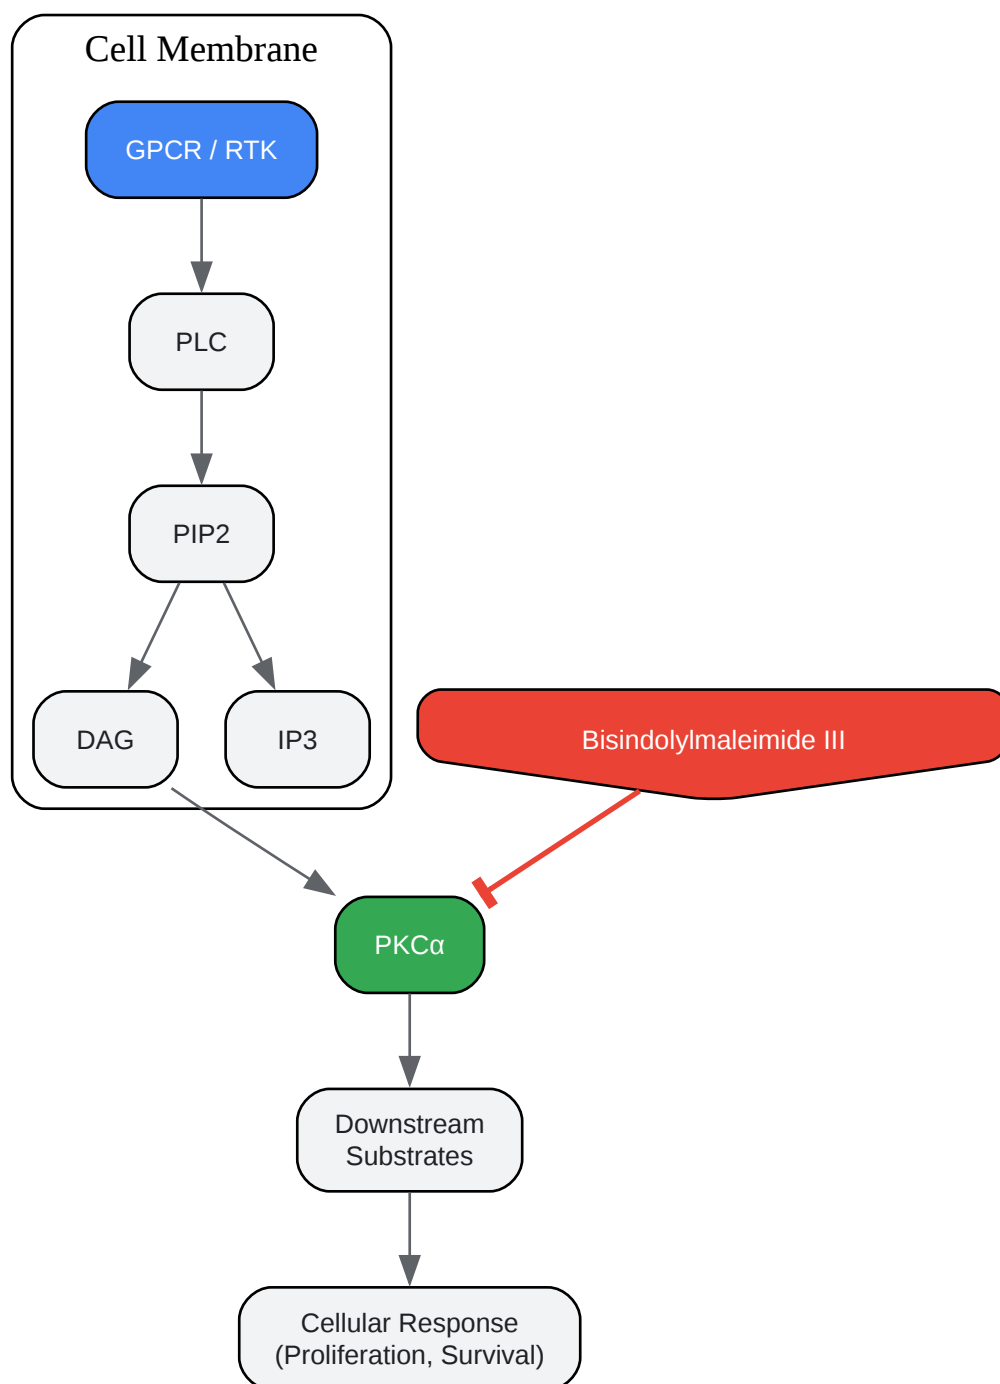 Cell Membrane
GPCR / RTK
PLC
PIP2
DAG
IP3
Bisindolylmaleimide III
PKCα
Downstream
Substrates
Cellular Response
(Proliferation, Survival)